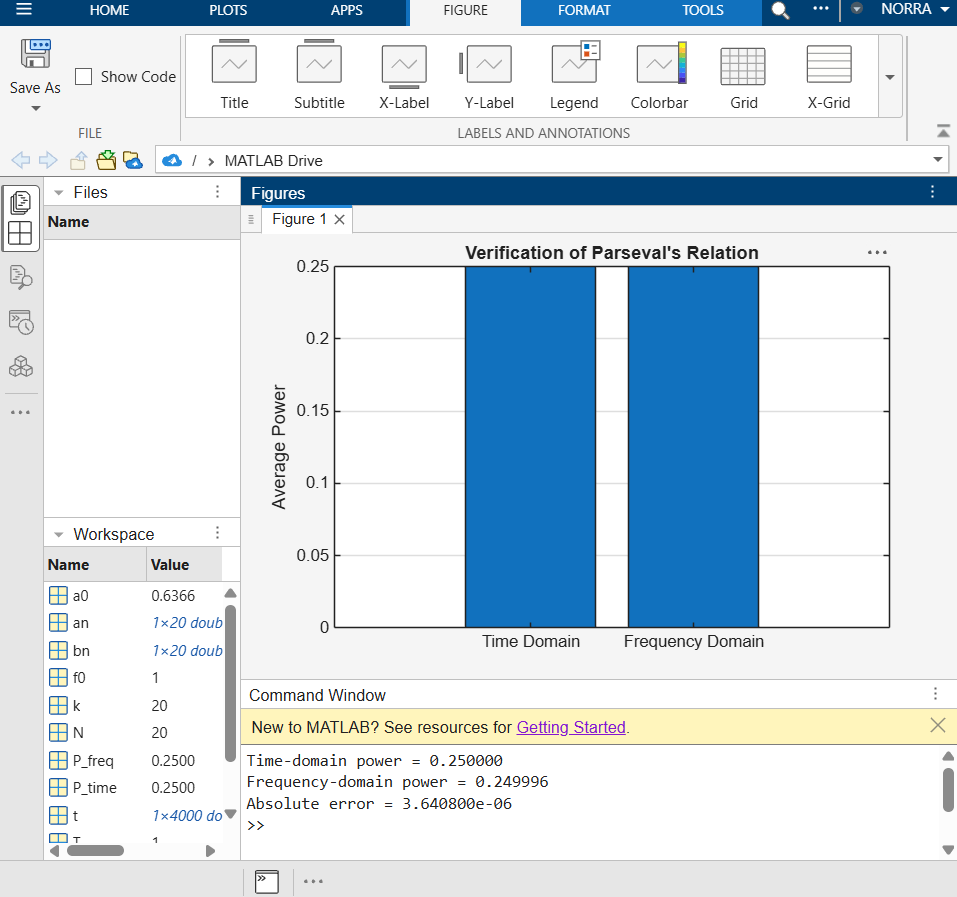 HOME PLOTS APPS FIGURE FORMAT TOOLS NORRA
Save As
Show Code
Title Subtitle X-Label Y-Label Legend Colorbar Grid X-Grid
FILE LABELS AND ANNOTATIONS
/ › MATLAB Drive
Files
Name
Figures
Figure 1
Verification of Parseval's Relation
0.25
0.2
0.15
0.1
0.05
0
Average Power
Time Domain Frequency Domain
Workspace
Name Value
a0 0.6366
an 1×20 doub
bn 1×20 doub
f0 1
k 20
N 20
P_freq 0.2500
P_time 0.2500
t 1×4000 do
T 1
Command Window
New to MATLAB? See resources for Getting Started.
Time-domain power = 0.250000
Frequency-domain power = 0.249996
Absolute error = 3.640800e-06
>>